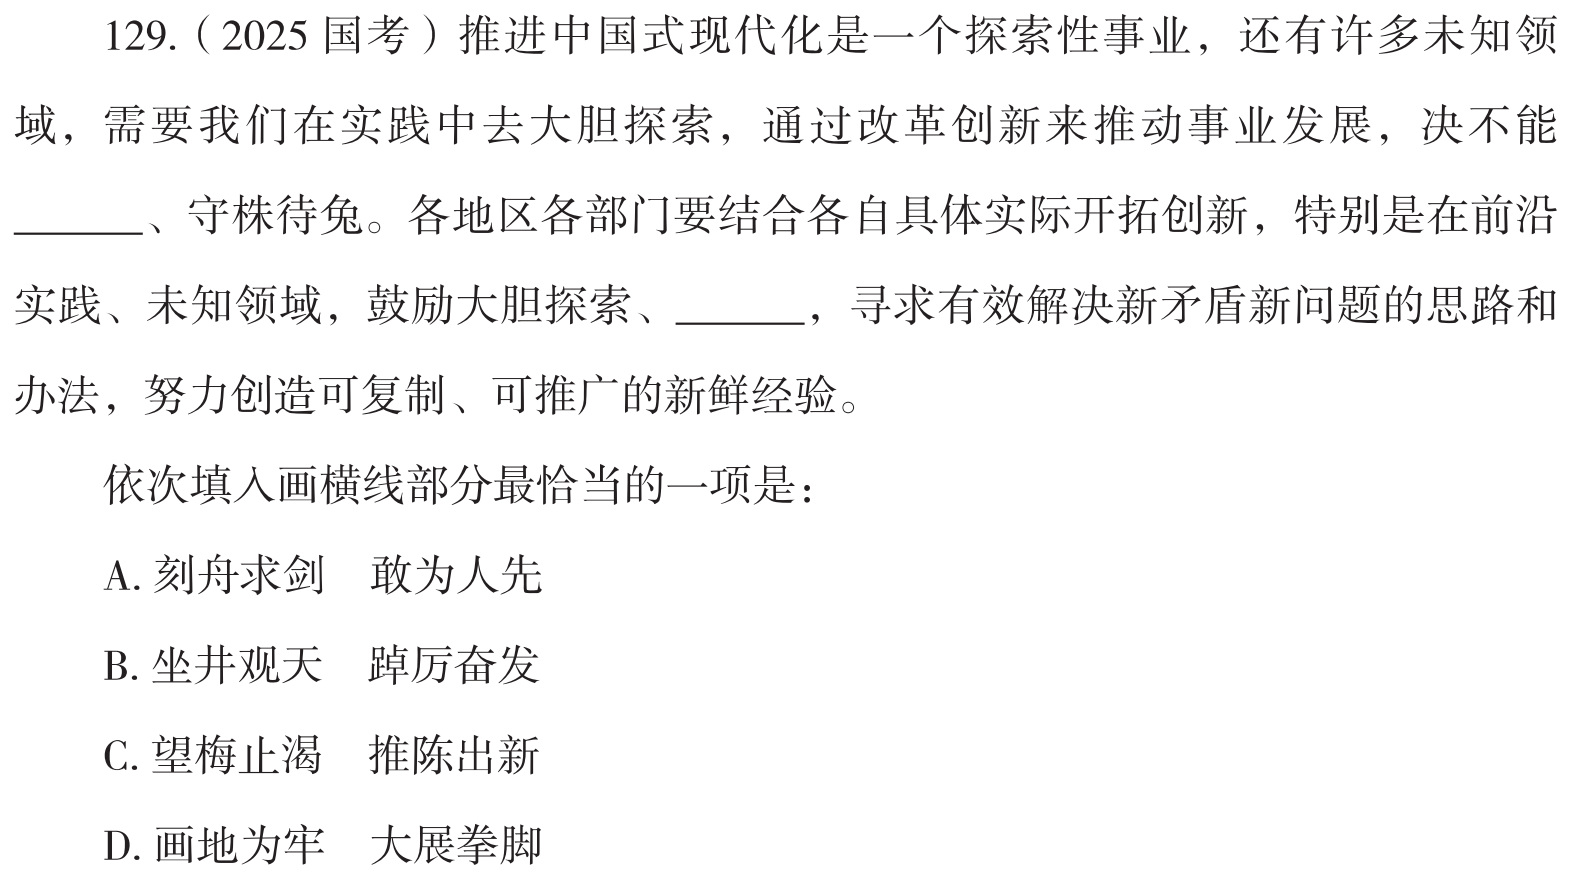 129.（2025 国考）推进中国式现代化是一个探索性事业，还有许多未知领
域，需要我们在实践中去大胆探索，通过改革创新来推动事业发展，决不能
______、守株待兔。各地区各部门要结合各自具体实际开拓创新，特别是在前沿
实践、未知领域，鼓励大胆探索、______，寻求有效解决新矛盾新问题的思路和
办法，努力创造可复制、可推广的新鲜经验。
依次填入画横线部分最恰当的一项是：
A. 刻舟求剑　敢为人先
B. 坐井观天　踔厉奋发
C. 望梅止渴　推陈出新
D. 画地为牢　大展拳脚